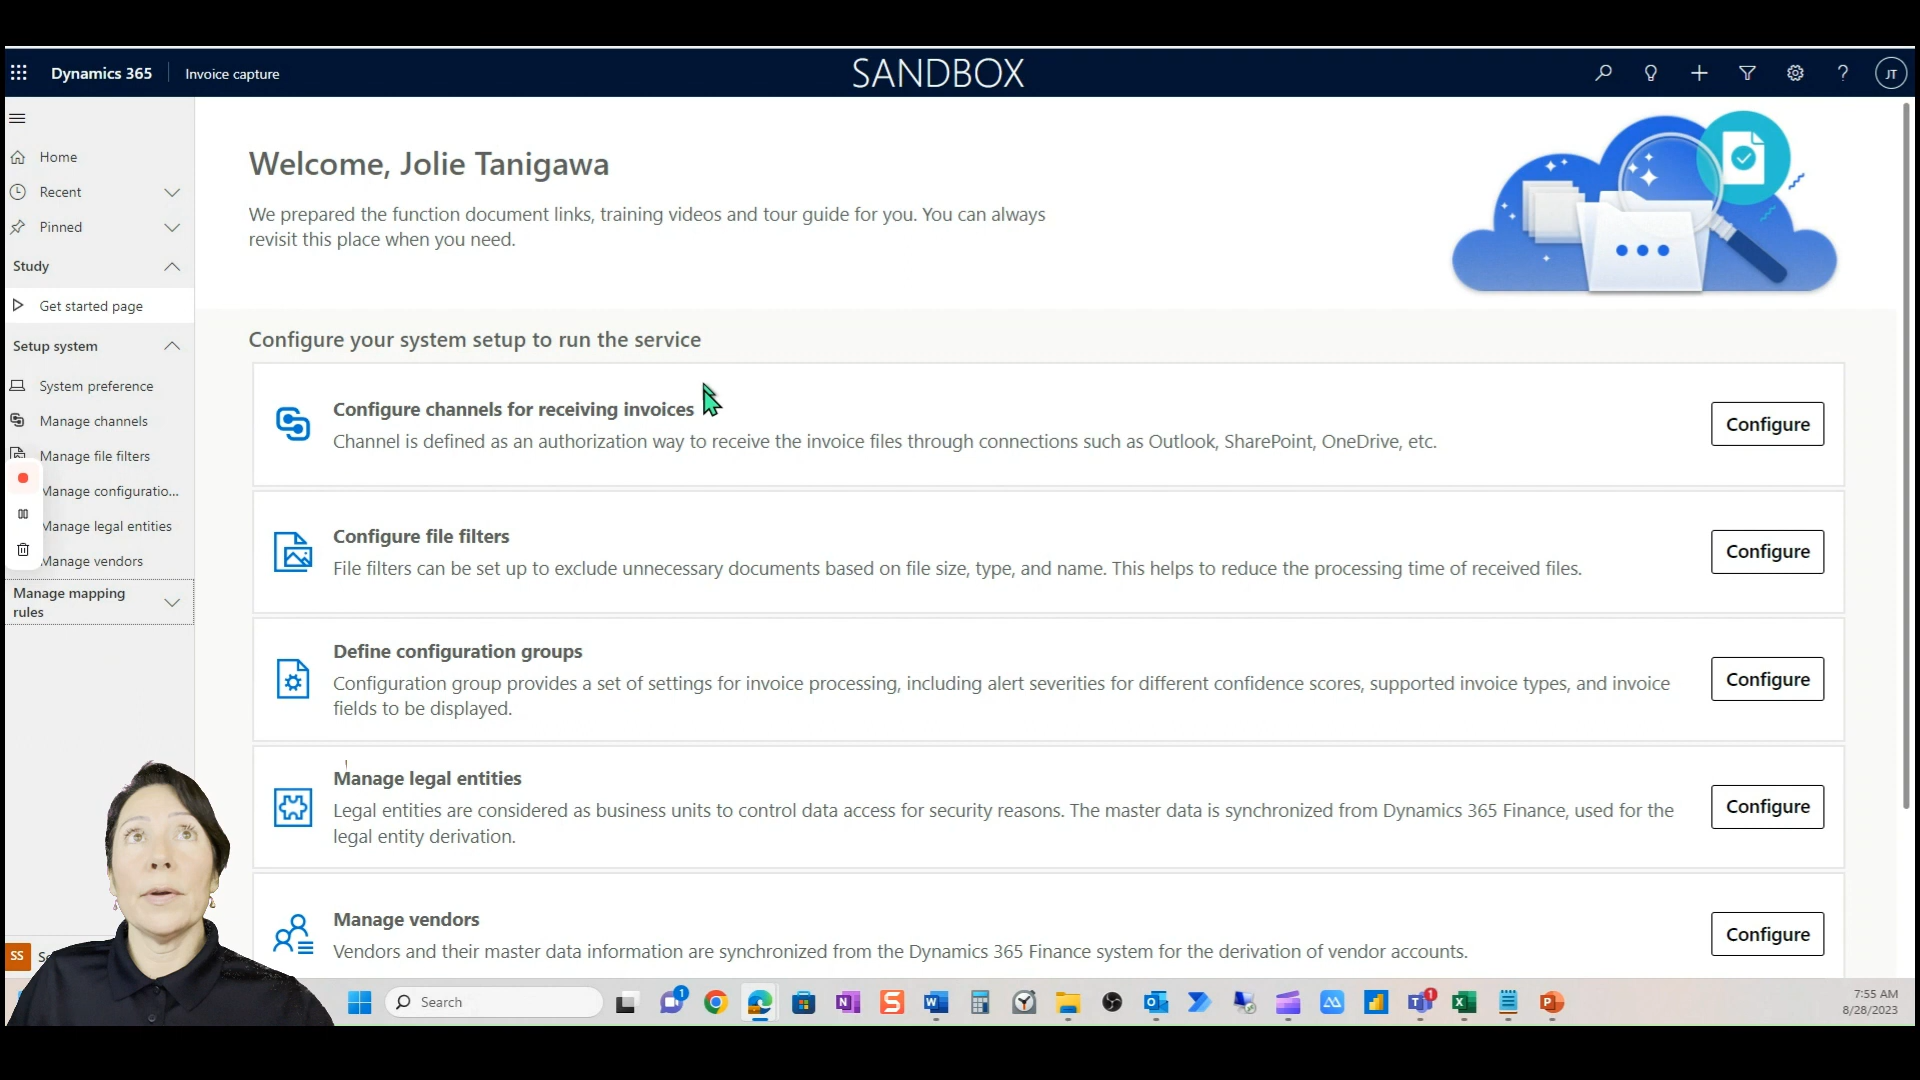 Dynamics 365
Invoice capture
SANDBOX
JT
Home
Recent
Pinned
Study
Get started page
Setup system
System preference
Manage channels
Manage file filters
Manage configuratio...
Manage legal entities
Manage vendors
Manage mapping
rules
Welcome, Jolie Tanigawa
We prepared the function document links, training videos and tour guide for you. You can always
revisit this place when you need.
Configure your system setup to run the service
Configure channels for receiving invoices
Channel is defined as an authorization way to receive the invoice files through connections such as Outlook, SharePoint, OneDrive, etc.
Configure
Configure file filters
File filters can be set up to exclude unnecessary documents based on file size, type, and name. This helps to reduce the processing time of received files.
Configure
Define configuration groups
Configuration group provides a set of settings for invoice processing, including alert severities for different confidence scores, supported invoice types, and invoice
fields to be displayed.
Configure
Manage legal entities
Legal entities are considered as business units to control data access for security reasons. The master data is synchronized from Dynamics 365 Finance, used for the
legal entity derivation.
Configure
Manage vendors
Vendors and their master data information are synchronized from the Dynamics 365 Finance system for the derivation of vendor accounts.
Configure
SS
Search
7:55 AM
8/28/2023